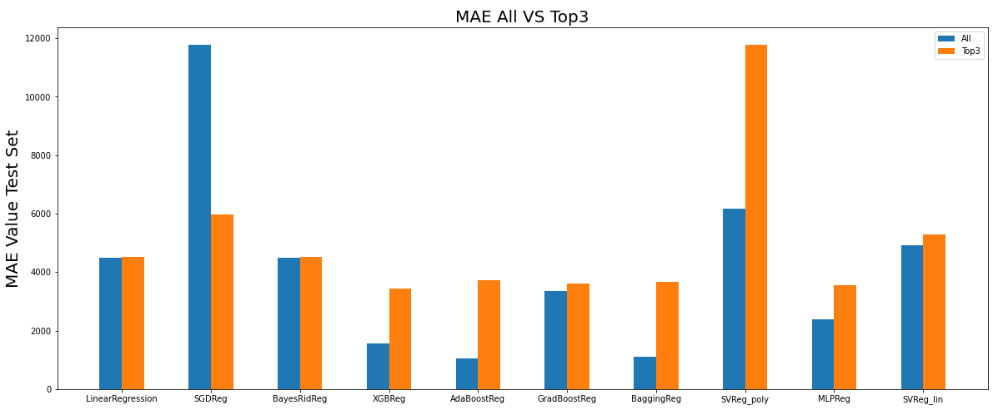 MAE All VS Top3
12000
All
Top3
10000
8000
6000
4000
2000
0
MAE Value Test Set
LinearRegression SGDReg BayesRidReg XGBReg AdaBoostReg GradBoostReg BaggingReg SVReg_poly MLPReg SVReg_lin